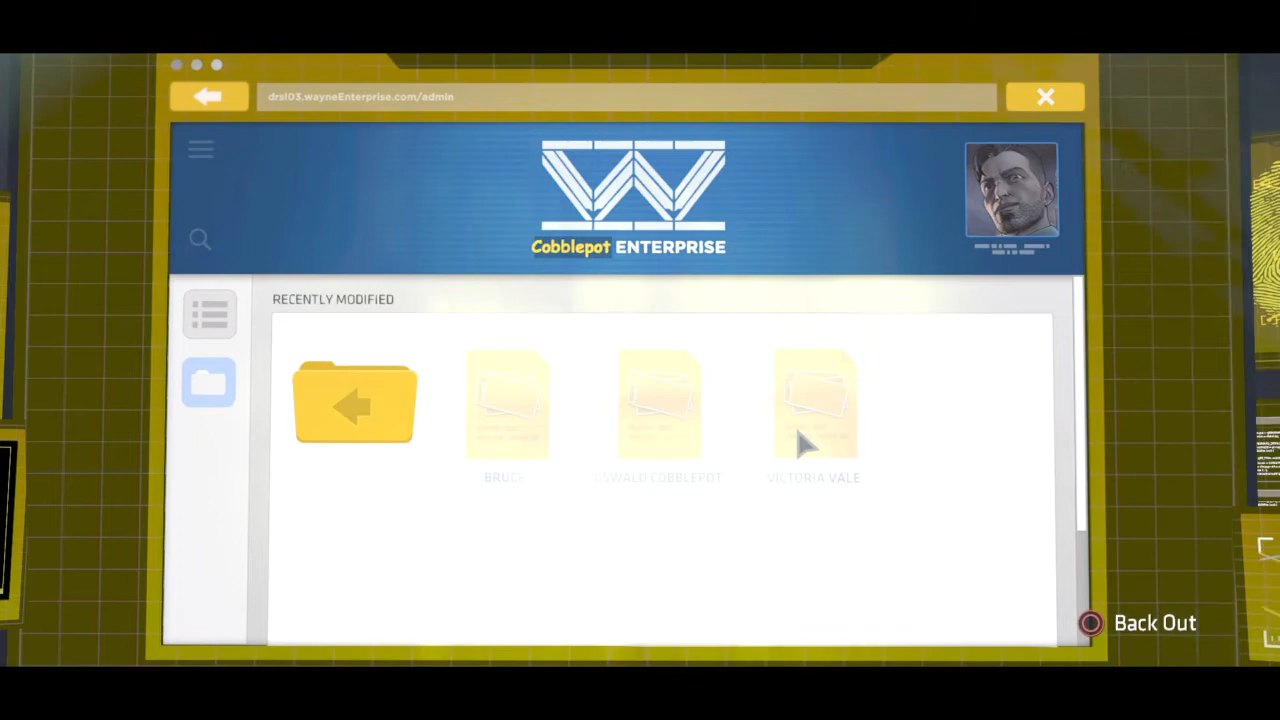 drsl03.wayneEnterprise.com/admin
Cobblepot ENTERPRISE
RECENTLY MODIFIED
BRUCE OSWALD COBBLEPOT VICTORIA VALE
Back Out